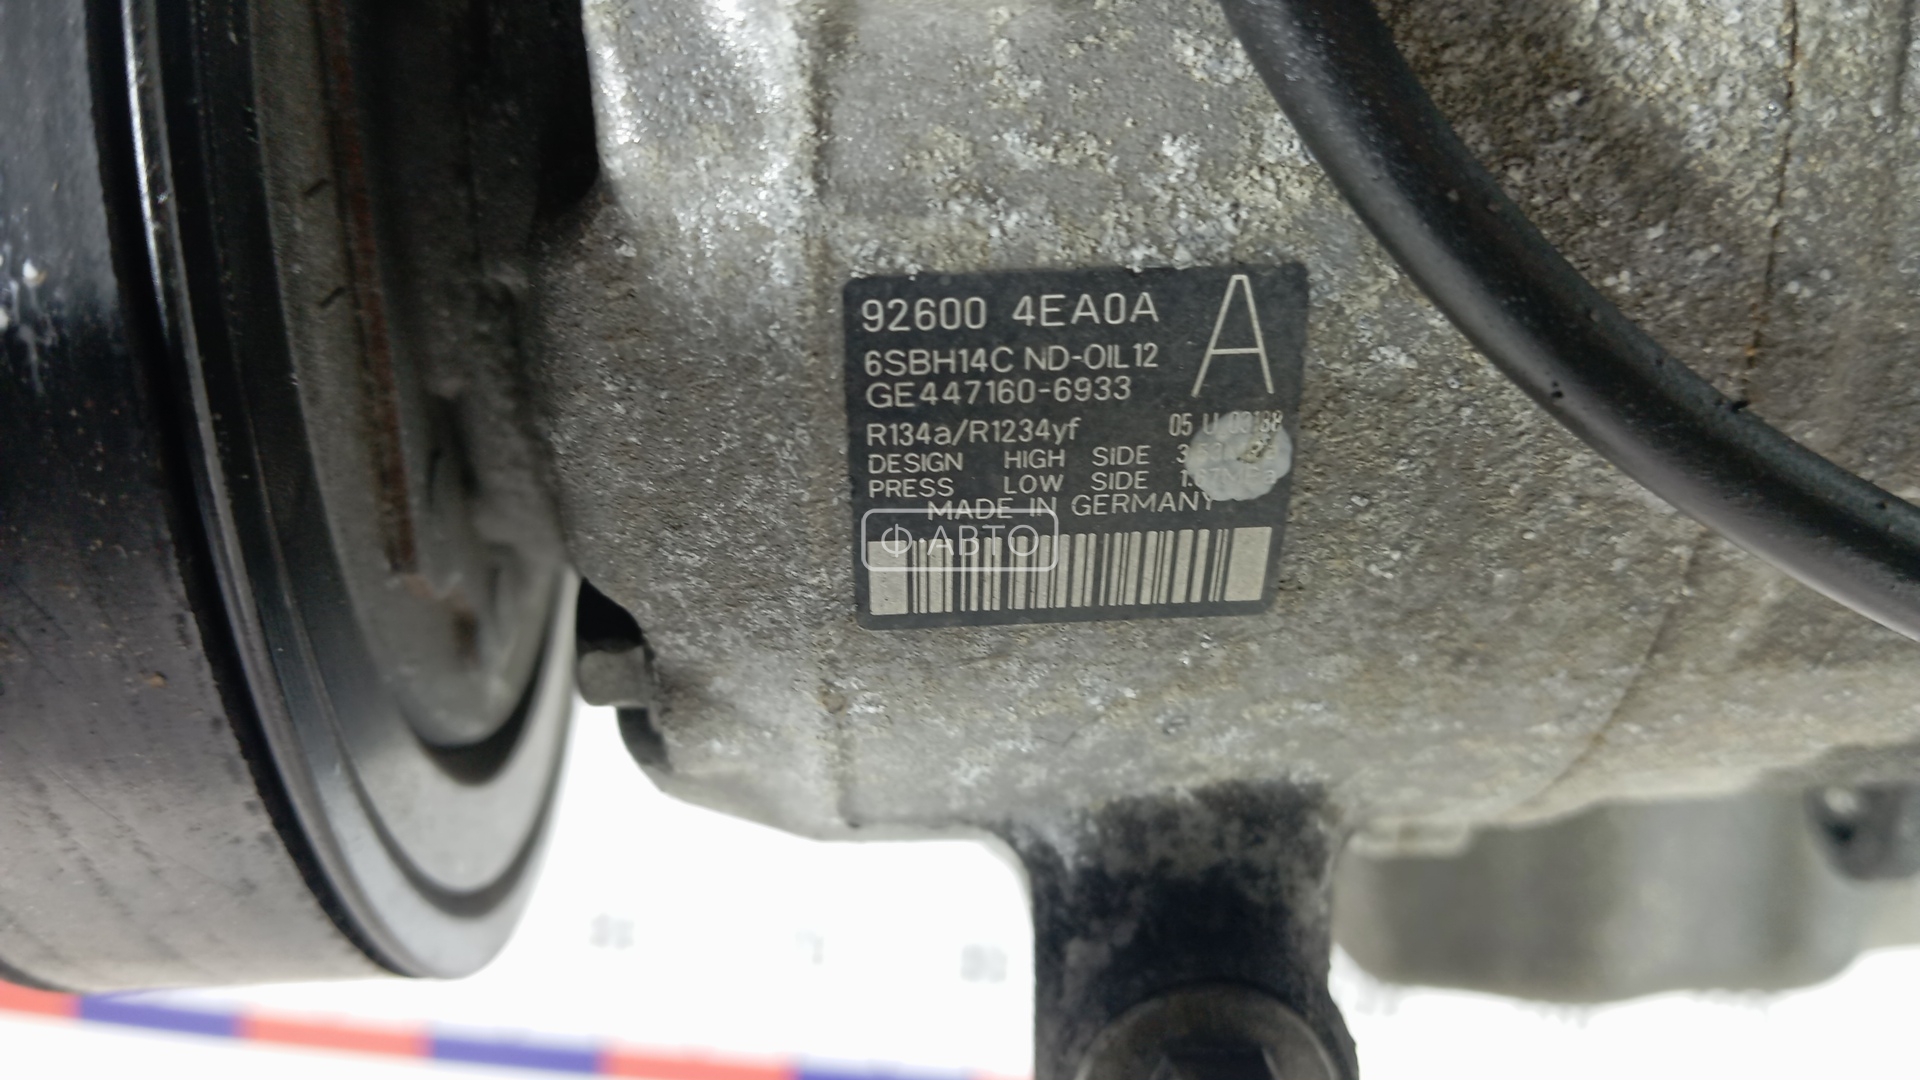 92600 4EA0A A
6SBH14C ND-OIL12
GE447160-6933
R134a/R1234yf 05
DESIGN HIGH SIDE
PRESS LOW SIDE
MADE IN GERMANY
Ф·АВТО